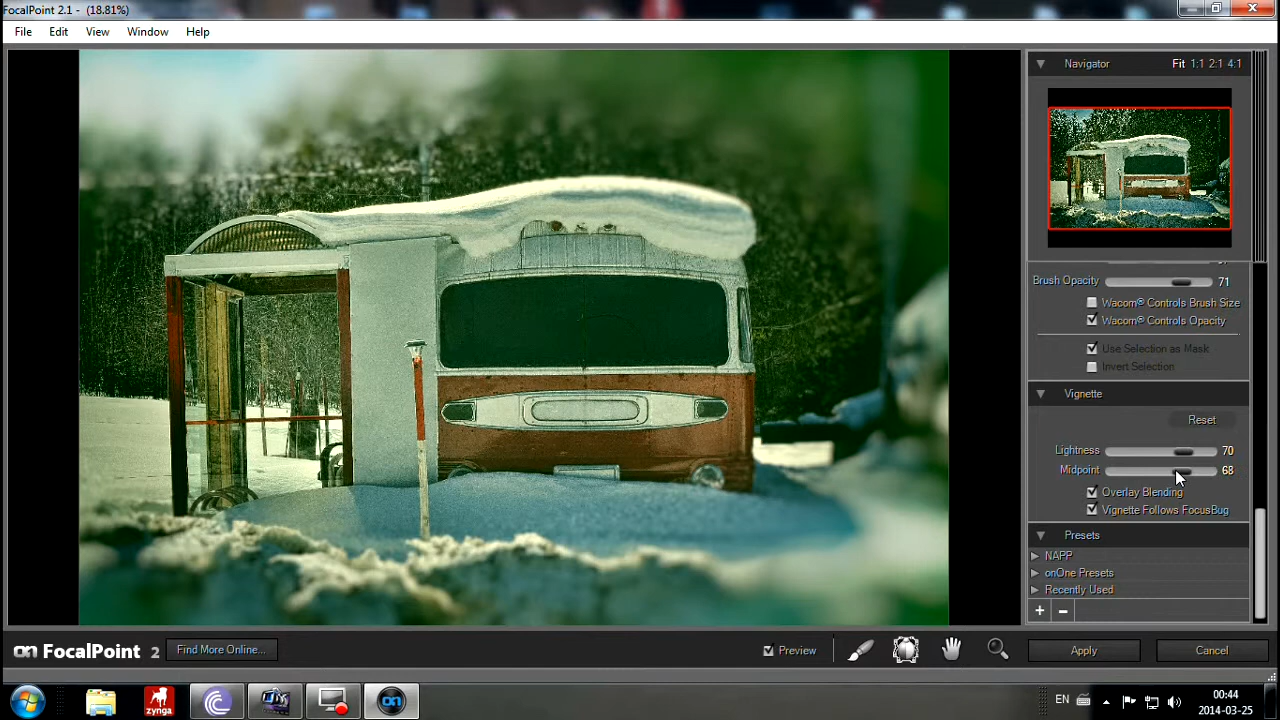 FocalPoint 2.1 - (18.81%)
File Edit View Window Help
Navigator Fit 1:1 2:1 4:1
Brush Opacity 71
Wacom® Controls Brush Size
Wacom® Controls Opacity
Use Selection as Mask
Invert Selection
Vignette
Reset
Lightness 70
Midpoint 68
Overlay Blending
Vignette Follows FocusBug
Presets
NAPP
onOne Presets
Recently Used
+ -
on FocalPoint 2 Find More Online... Preview Apply Cancel
zynga on EN 00:44
2014-03-25